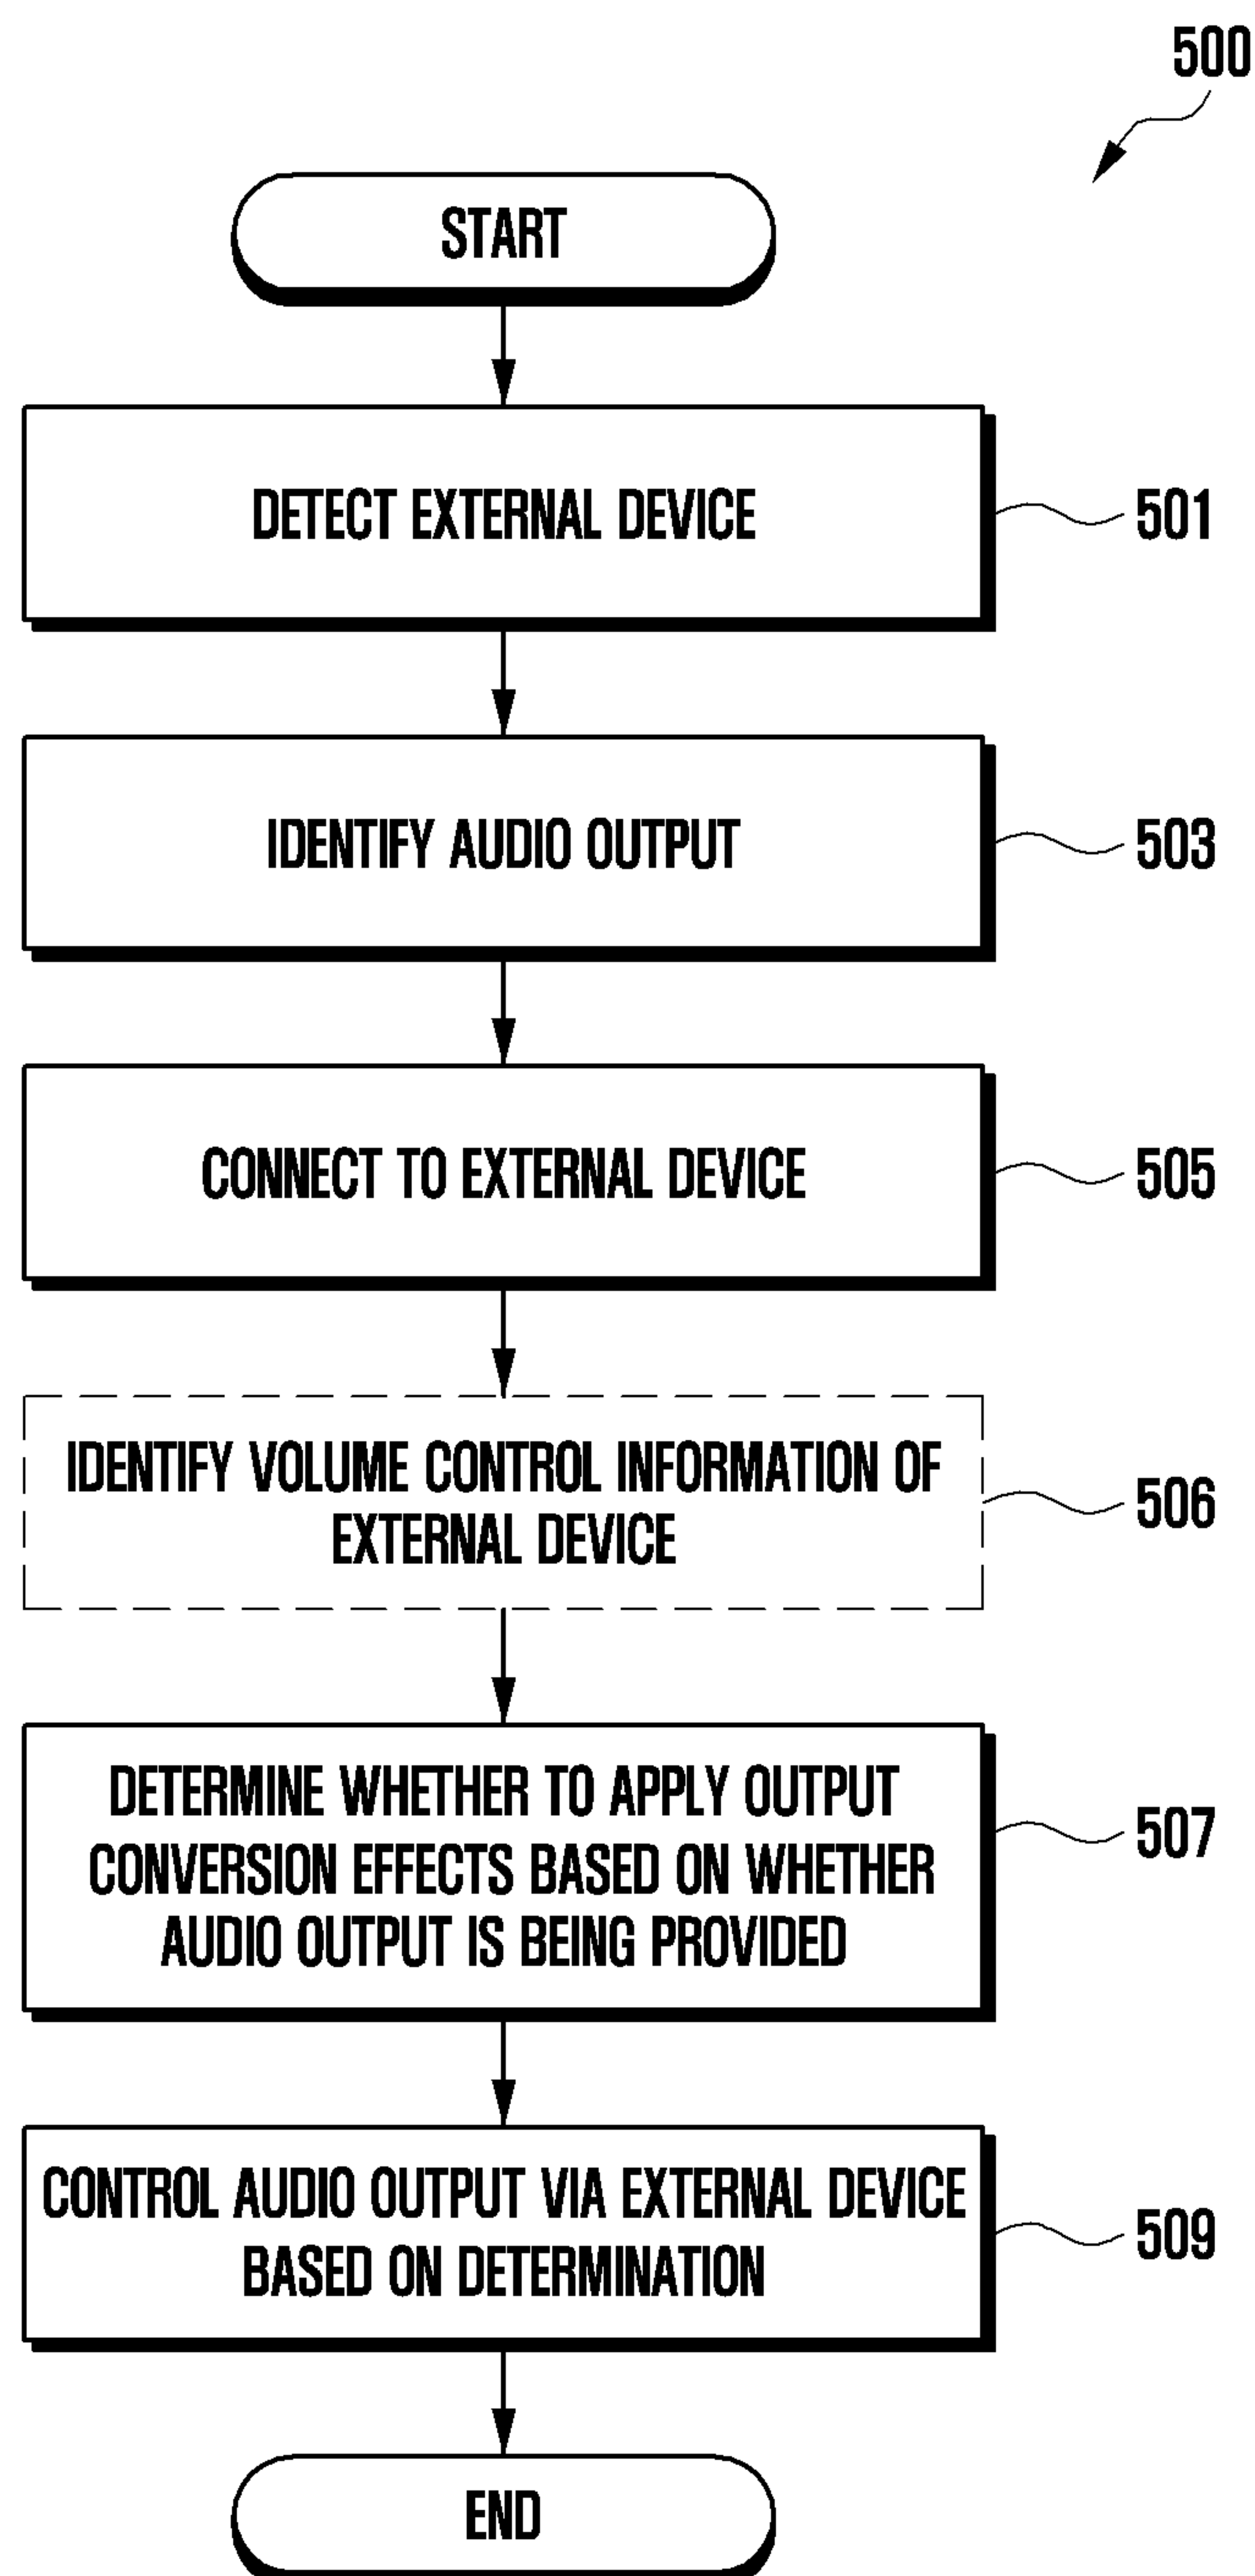 500
START
DETECT EXTERNAL DEVICE
501
IDENTIFY AUDIO OUTPUT
503
CONNECT TO EXTERNAL DEVICE
505
IDENTIFY VOLUME CONTROL INFORMATION OF
EXTERNAL DEVICE
506
DETERMINE WHETHER TO APPLY OUTPUT
CONVERSION EFFECTS BASED ON WHETHER
AUDIO OUTPUT IS BEING PROVIDED
507
CONTROL AUDIO OUTPUT VIA EXTERNAL DEVICE
BASED ON DETERMINATION
509
END